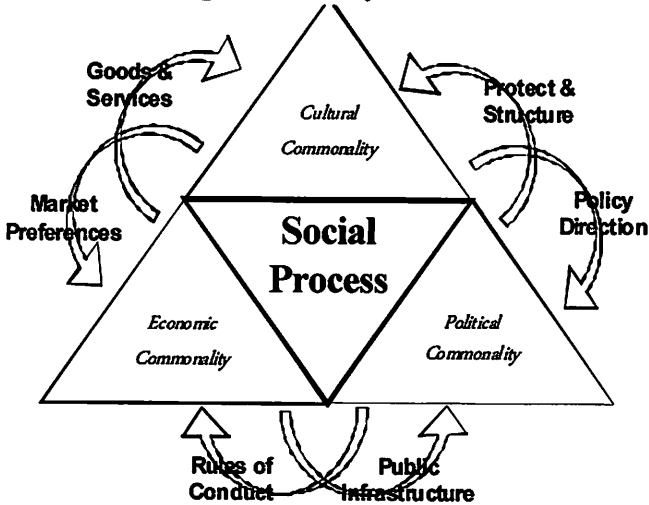 Goods &
Services
Protect &
Structure
Cultural
Commonality
Market
Preferences
Policy
Direction
Social
Process
Economic
Commonality
Political
Commonality
Rules of
Conduct
Public
Infrastructure